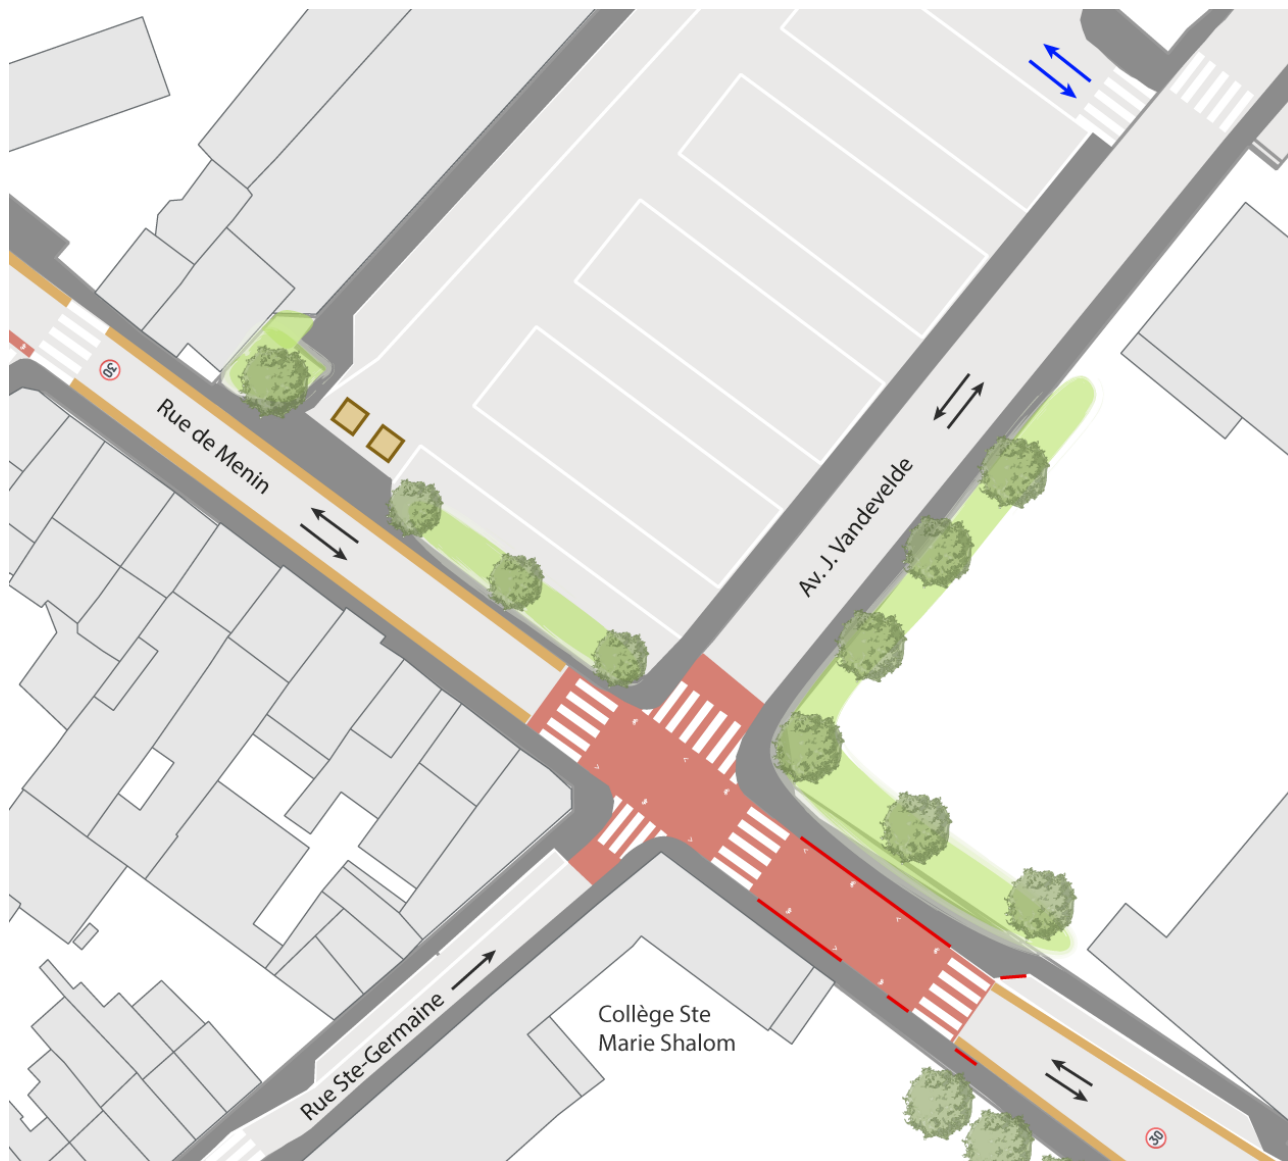 30
Rue de Menin
Av. J. Vandevelde
Rue Ste-Germaine
Collège Ste
Marie Shalom
30